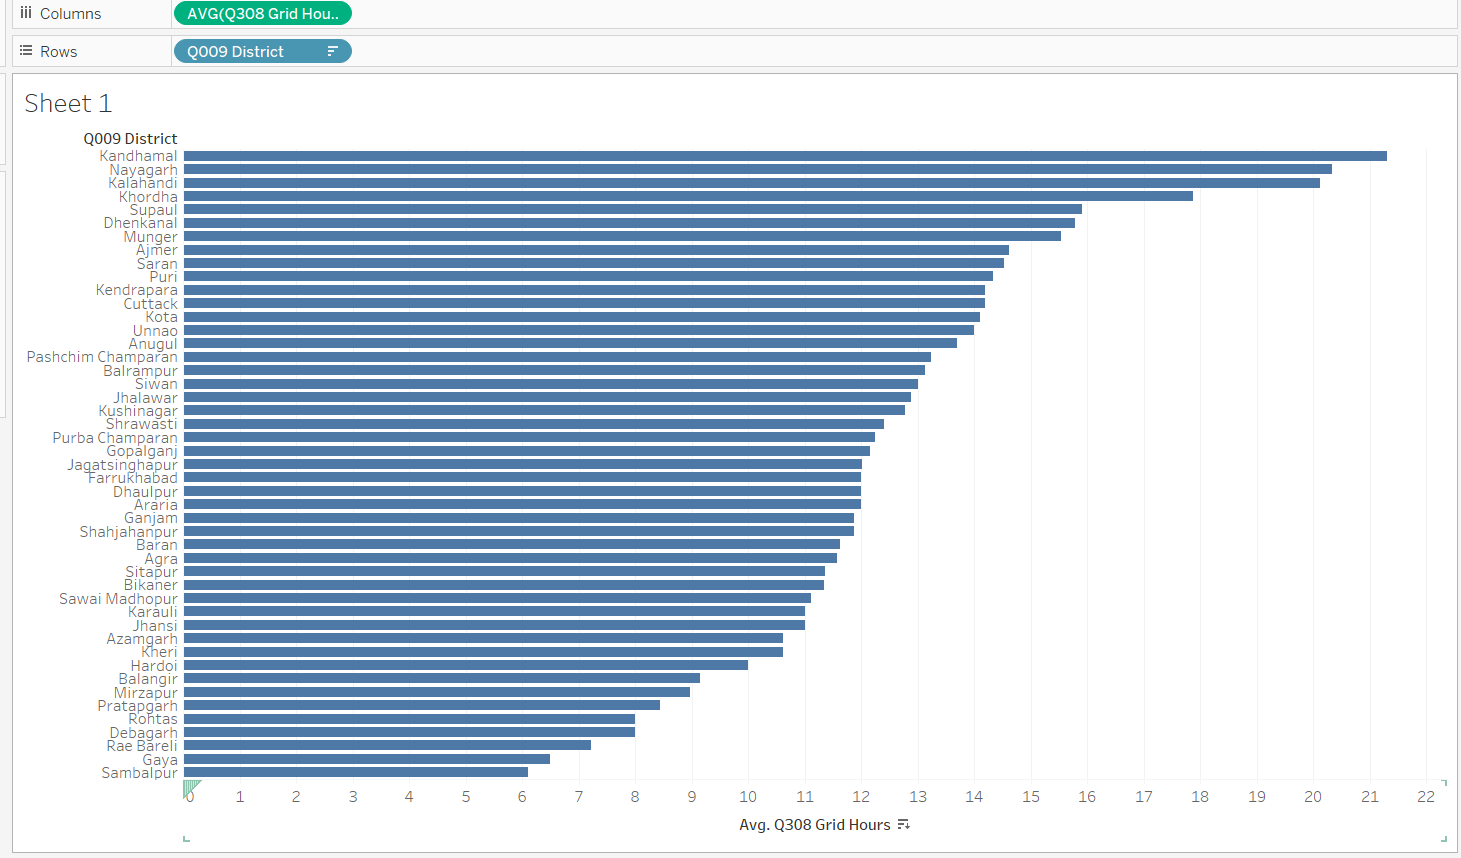 Columns
AVG(Q308 Grid Hou..
Rows
Q009 District
Sheet 1
Q009 District
Kandhamal
Nayagarh
Kalahandi
Khordha
Supaul
Dhenkanal
Munger
Ajmer
Saran
Puri
Kendrapara
Cuttack
Kota
Unnao
Anugul
Pashchim Champaran
Balrampur
Siwan
Jhalawar
Kushinagar
Shrawasti
Purba Champaran
Gopalganj
Jagatsinghapur
Farrukhabad
Dhaulpur
Araria
Ganjam
Shahjahanpur
Baran
Agra
Sitapur
Bikaner
Sawai Madhopur
Karauli
Jhansi
Azamgarh
Kheri
Hardoi
Balangir
Mirzapur
Pratapgarh
Rohtas
Debagarh
Rae Bareli
Gaya
Sambalpur
0 1 2 3 4 5 6 7 8 9 10 11 12 13 14 15 16 17 18 19 20 21 22
Avg. Q308 Grid Hours